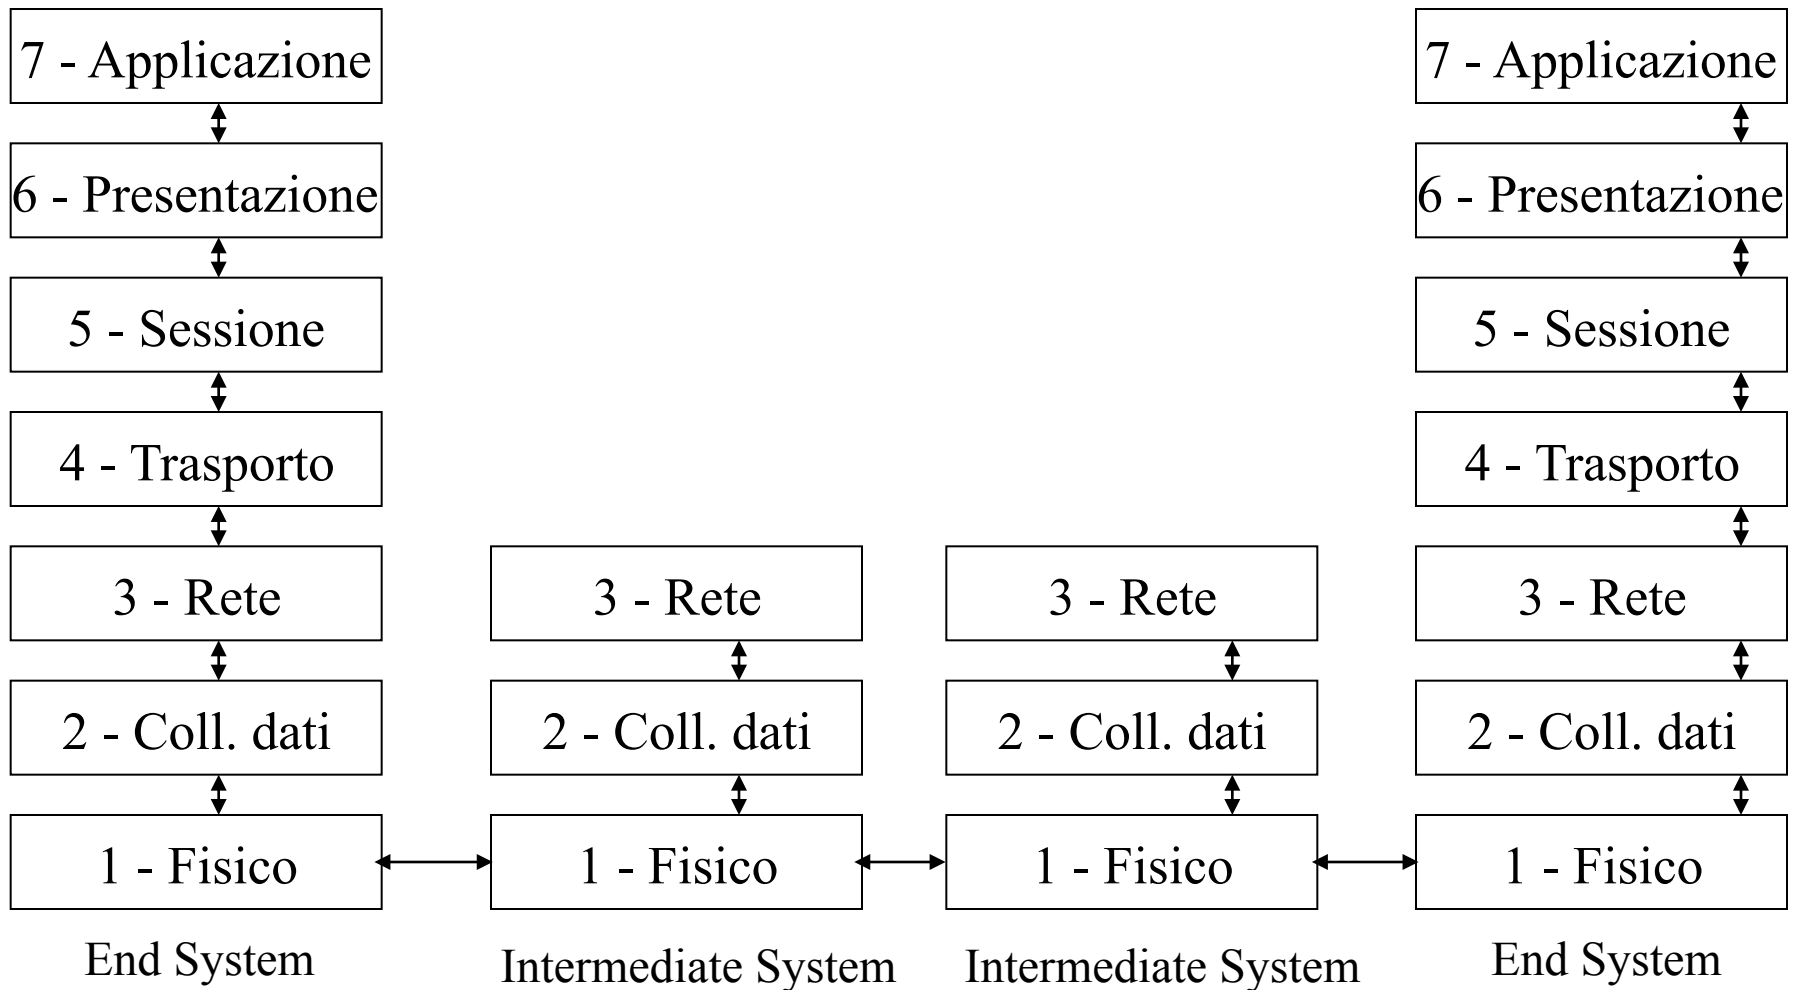 7 - Applicazione
7 - Applicazione
6 - Presentazione
6 - Presentazione
5 - Sessione
5 - Sessione
4 - Trasporto
4 - Trasporto
3 - Rete
3 - Rete
3 - Rete
3 - Rete
2 - Coll. dati
2 - Coll. dati
2 - Coll. dati
2 - Coll. dati
1 - Fisico
1 - Fisico
1 - Fisico
1 - Fisico
End System
Intermediate System
Intermediate System
End System